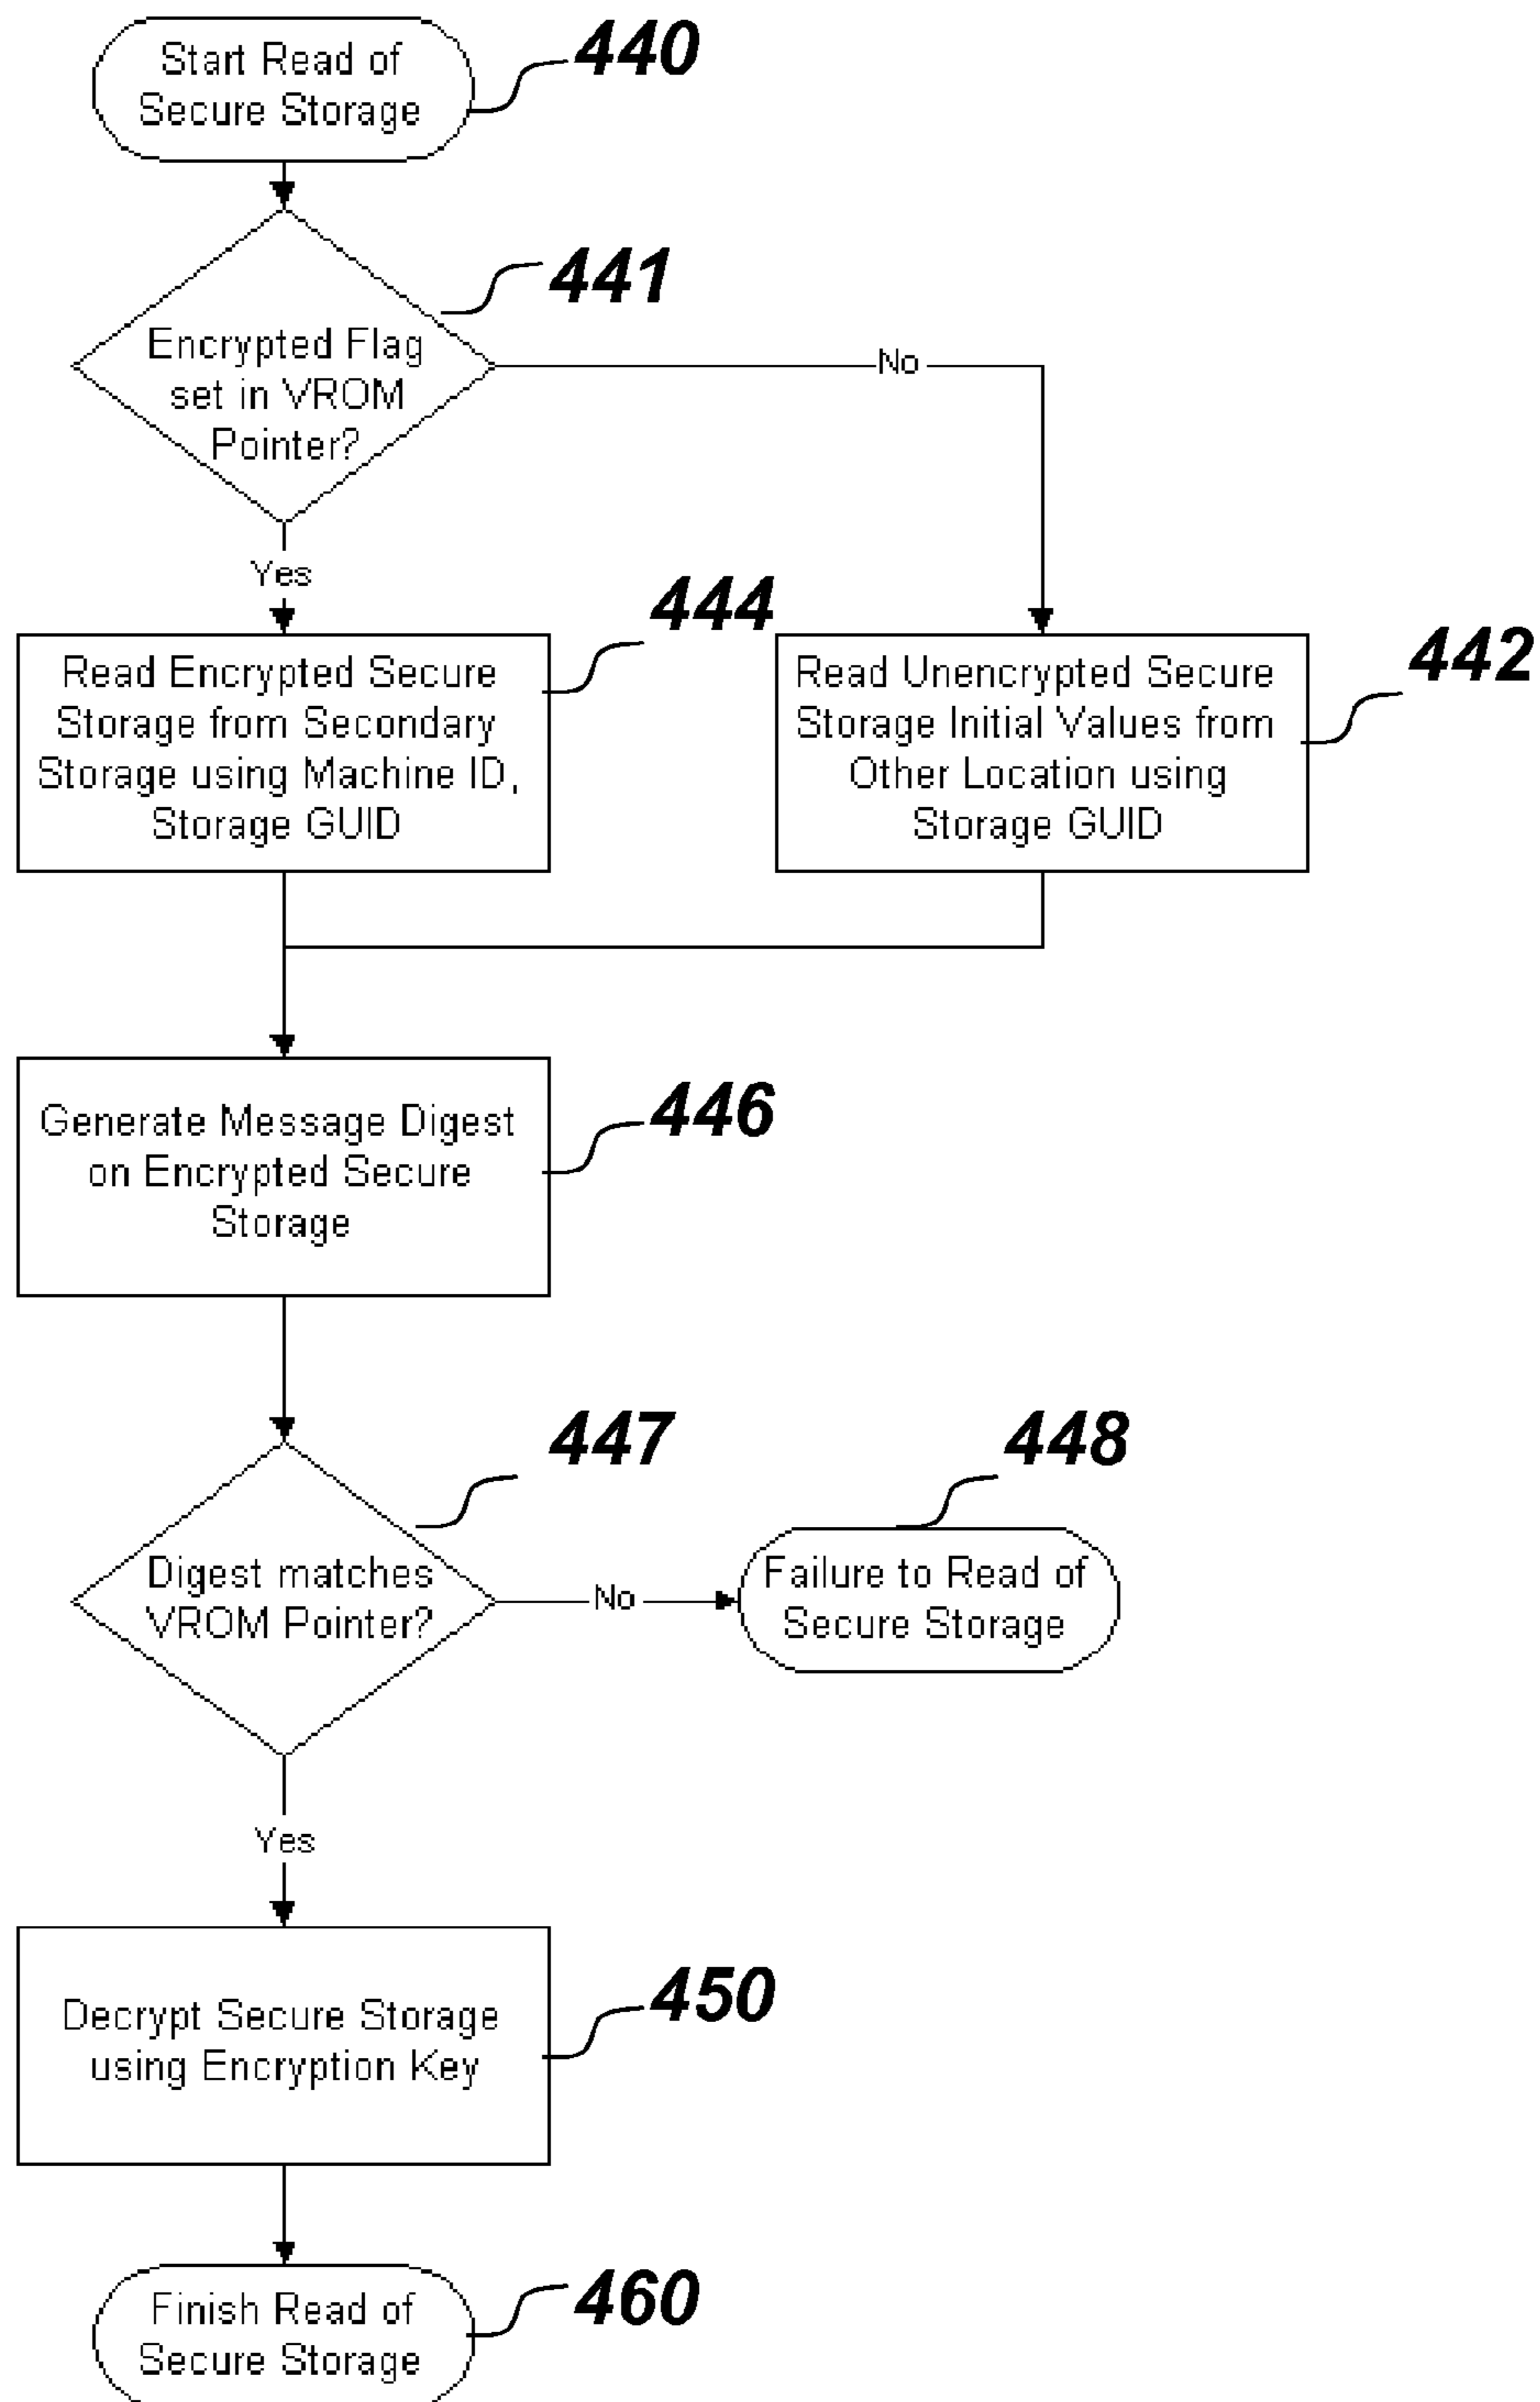 Start Read of
Secure Storage
440
Encrypted Flag
set in VROM
Pointer?
441
No
Yes
Read Encrypted Secure
Storage from Secondary
Storage using Machine ID,
Storage GUID
444
Read Unencrypted Secure
Storage Initial Values from
Other Location using
Storage GUID
442
Generate Message Digest
on Encrypted Secure
Storage
446
Digest matches
VROM Pointer?
447
No
Failure to Read of
Secure Storage
448
Yes
Decrypt Secure Storage
using Encryption Key
450
Finish Read of
Secure Storage
460